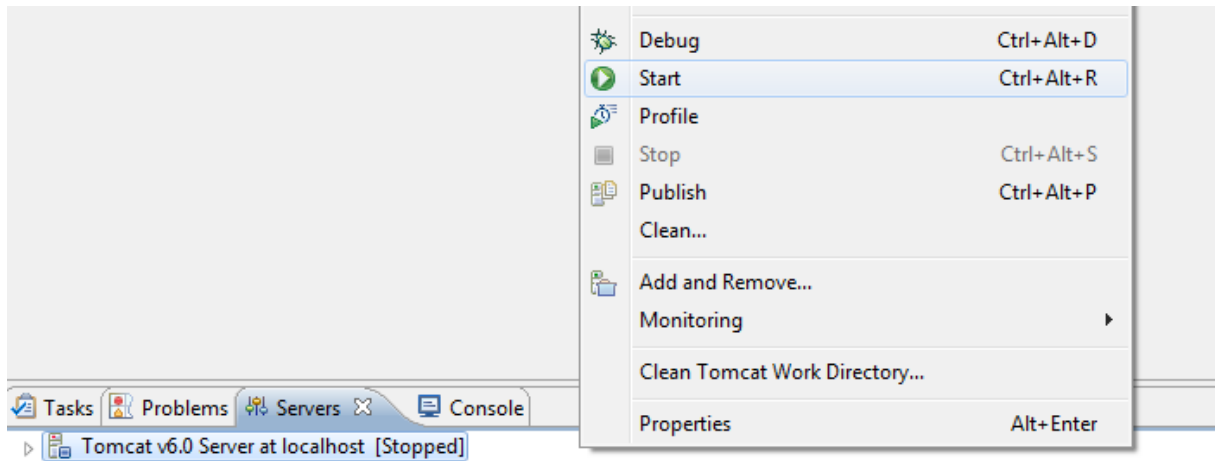 Debug Ctrl+Alt+D
Start Ctrl+Alt+R
Profile
Stop Ctrl+Alt+S
Publish Ctrl+Alt+P
Clean...
Add and Remove...
Monitoring
Clean Tomcat Work Directory...
Properties Alt+Enter
Tasks Problems Servers Console
Tomcat v6.0 Server at localhost [Stopped]